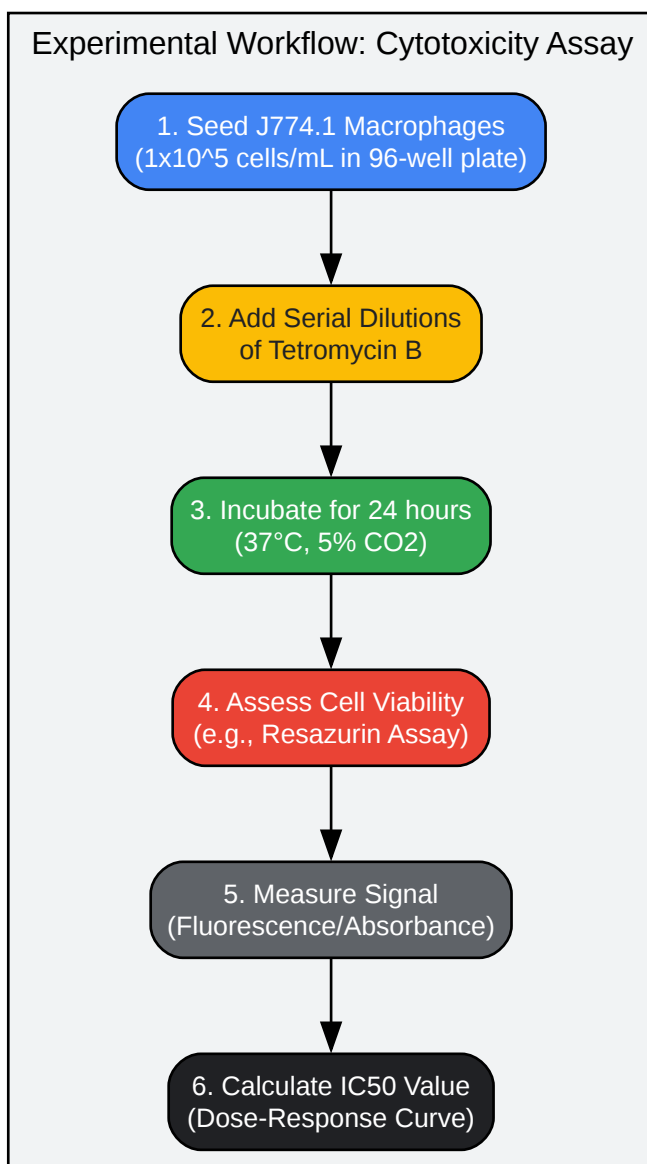 Experimental Workflow: Cytotoxicity Assay
1. Seed J774.1 Macrophages
(1x10^5 cells/mL in 96-well plate)
2. Add Serial Dilutions
of Tetromycin B
3. Incubate for 24 hours
(37°C, 5% CO2)
4. Assess Cell Viability
(e.g., Resazurin Assay)
5. Measure Signal
(Fluorescence/Absorbance)
6. Calculate IC50 Value
(Dose-Response Curve)